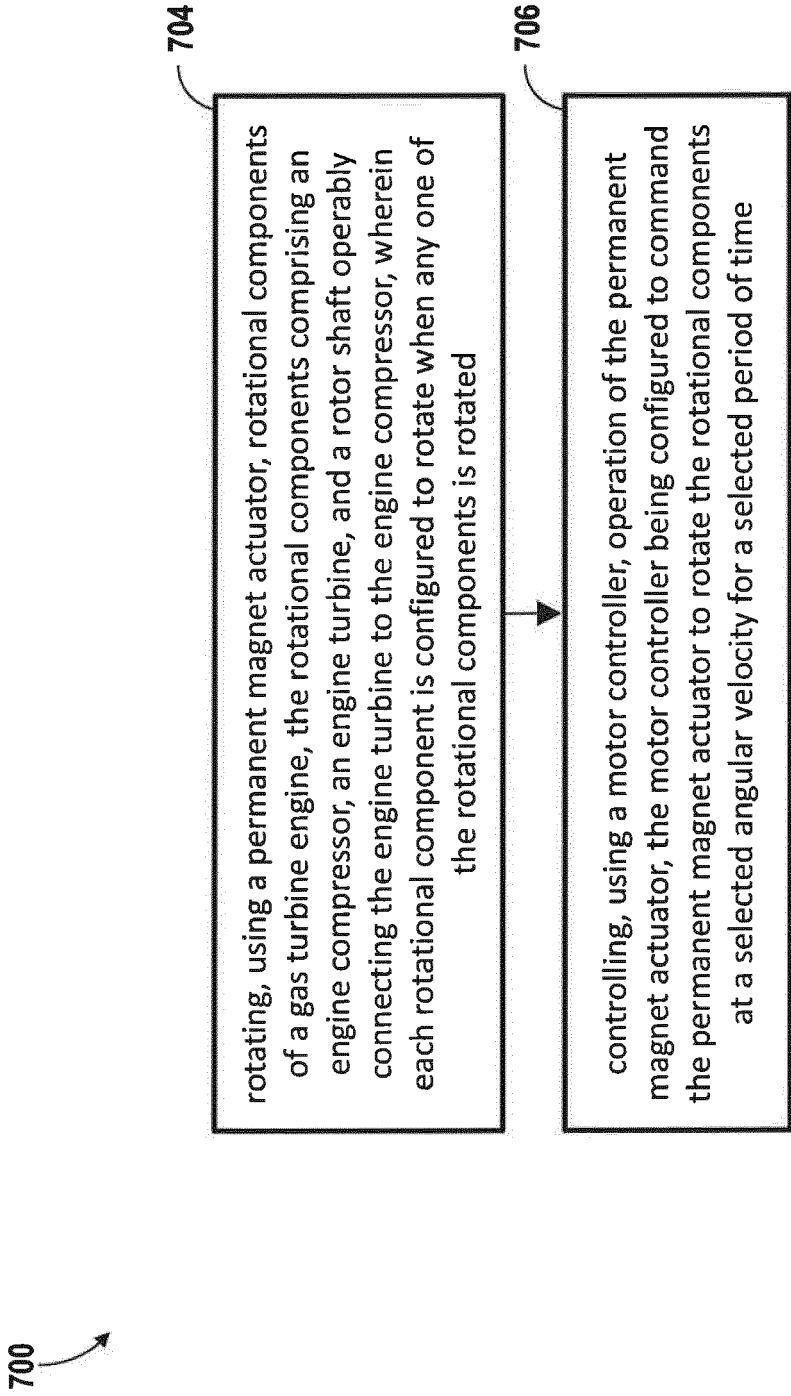 700
704
rotating, using a permanent magnet actuator, rotational components
of a gas turbine engine, the rotational components comprising an
engine compressor, an engine turbine, and a rotor shaft operably
connecting the engine turbine to the engine compressor, wherein
each rotational component is configured to rotate when any one of
the rotational components is rotated
706
controlling, using a motor controller, operation of the permanent
magnet actuator, the motor controller being configured to command
the permanent magnet actuator to rotate the rotational components
at a selected angular velocity for a selected period of time